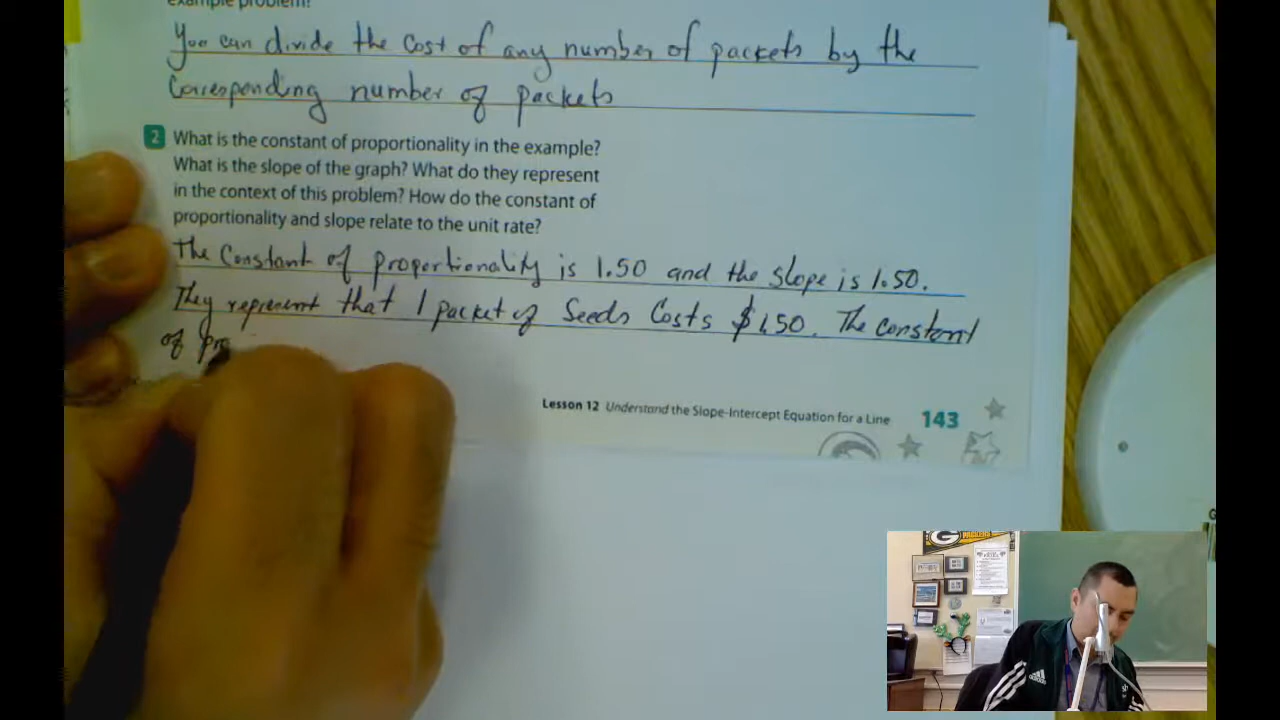 example problem?
You can divide the cost of any number of packets by the
Corresponding number of packets
2 What is the constant of proportionality in the example?
What is the slope of the graph? What do they represent
in the context of this problem? How do the constant of
proportionality and slope relate to the unit rate?
The Constant of proportionality is 1.50 and the slope is 1.50.
They represent that 1 packet of Seeds Costs $1.50. The constant
of pro
Lesson 12 Understand the Slope-Intercept Equation for a Line 143
G
adidas